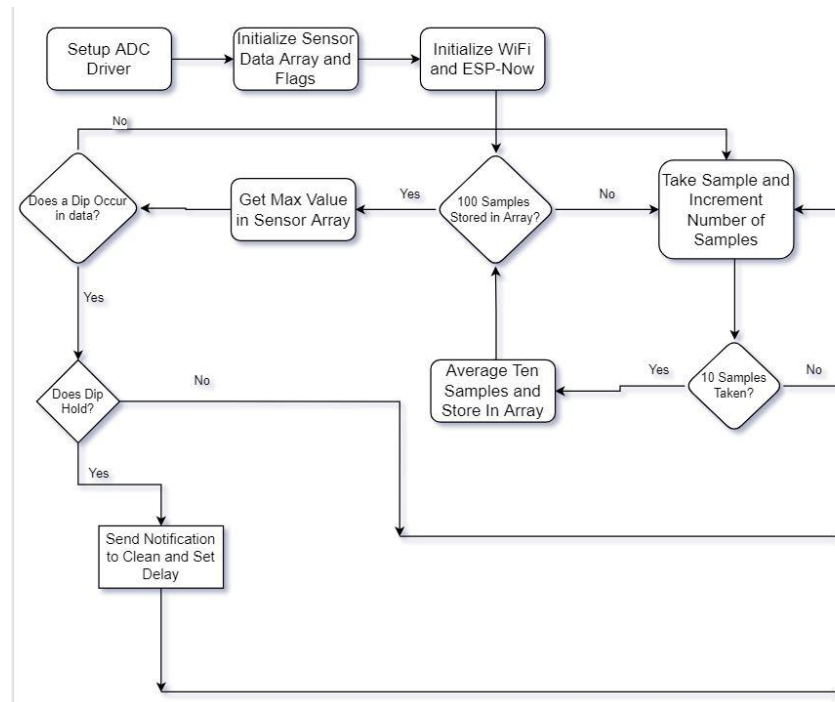 Setup ADC
Driver
Initialize Sensor
Data Array and
Flags
Initialize WiFi
and ESP-Now
No
Does a Dip Occur
in data?
Get Max Value
in Sensor Array
Yes
100 Samples
Stored in Array?
No
Take Sample and
Increment
Number of
Samples
Yes
Does Dip
Hold?
No
Average Ten
Samples and
Store In Array
Yes
10 Samples
Taken?
No
Yes
Send Notification
to Clean and Set
Delay